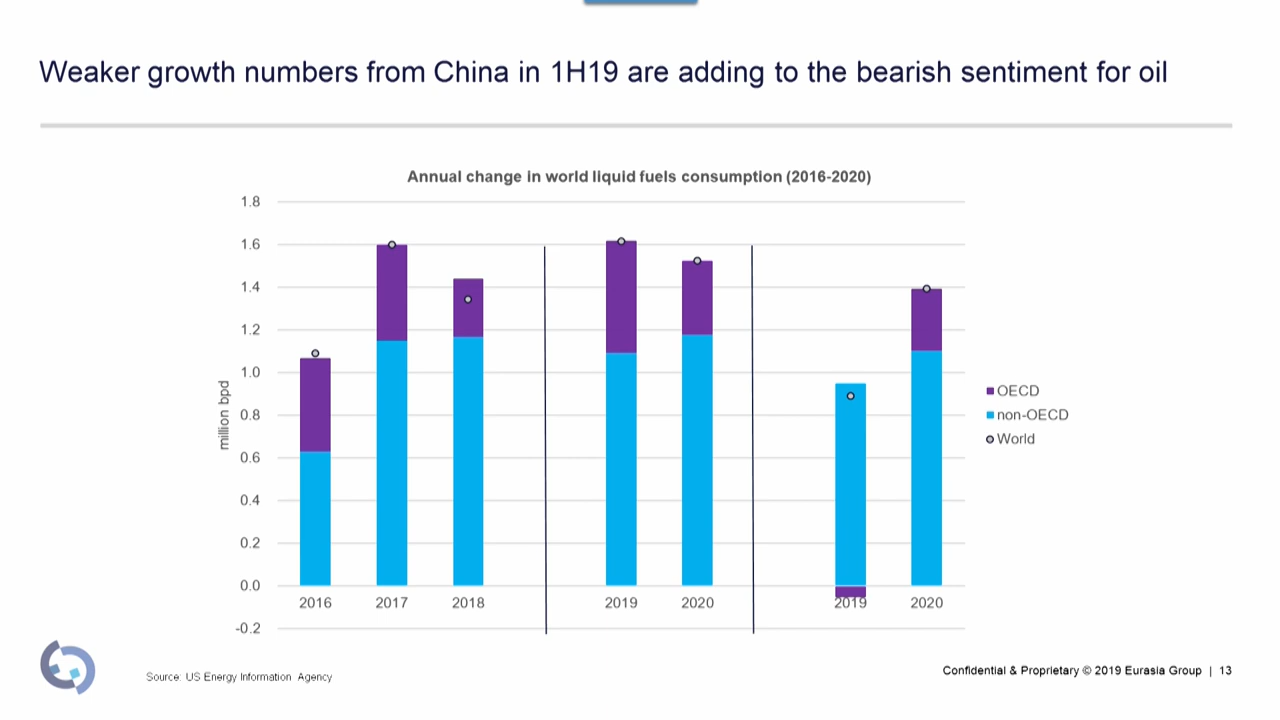 Weaker growth numbers from China in 1H19 are adding to the bearish sentiment for oil
Annual change in world liquid fuels consumption (2016-2020)
1.8
1.6
1.4
1.2
1.0
0.8
0.6
0.4
0.2
0.0
-0.2
million bpd
2016 2017 2018 2019 2020 2019 2020
OECD
non-OECD
World
Source: US Energy Information Agency
Confidential & Proprietary © 2019 Eurasia Group | 13